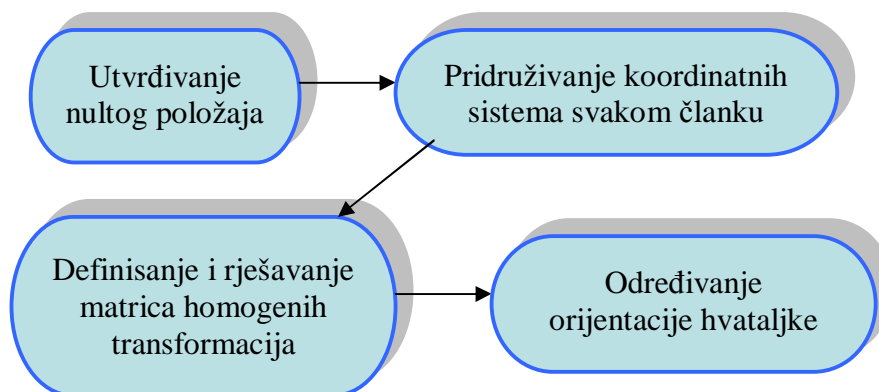 Utvrđivanje
nultog položaja
Pridruživanje koordinatnih
sistema svakom članku
Definisanje i rješavanje
matrica homogenih
transformacija
Određivanje
orijentacije hvataljke